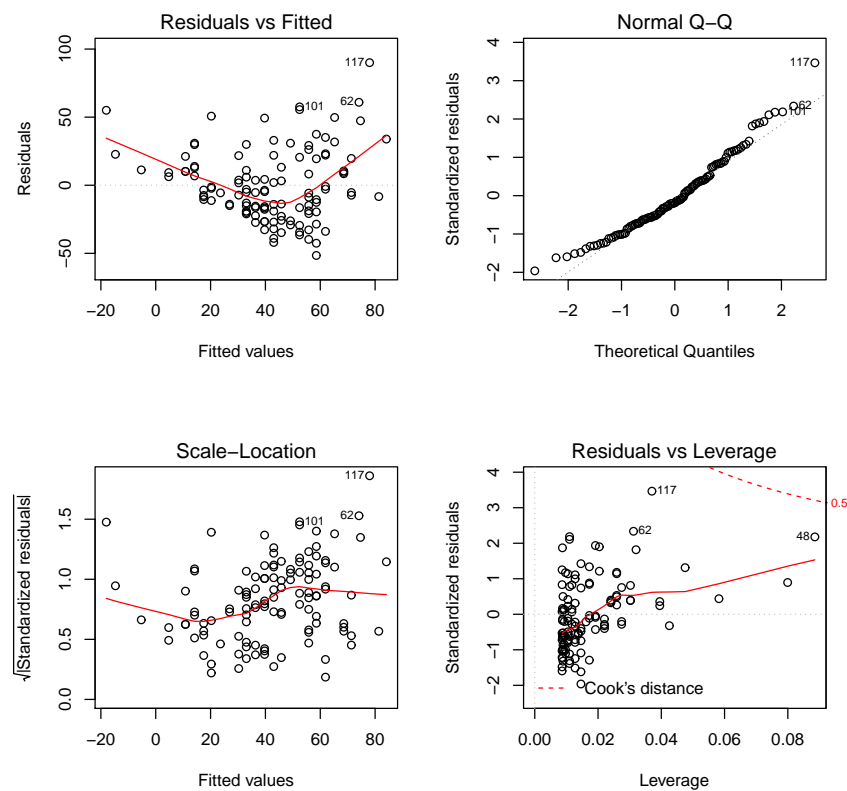 Residuals vs Fitted
Residuals
100
50
0
−50
117
62
101
−20 0 20 40 60 80
Fitted values
Normal Q−Q
Standardized residuals
4
3
2
1
0
−1
−2
117
62
101
−2 −1 0 1 2
Theoretical Quantiles
Scale−Location
√|Standardized residuals|
1.5
1.0
0.5
0.0
117
62
101
−20 0 20 40 60 80
Fitted values
Residuals vs Leverage
Standardized residuals
4
3
2
1
0
−1
−2
117
62
48
0.5
Cook's distance
0.00 0.02 0.04 0.06 0.08
Leverage